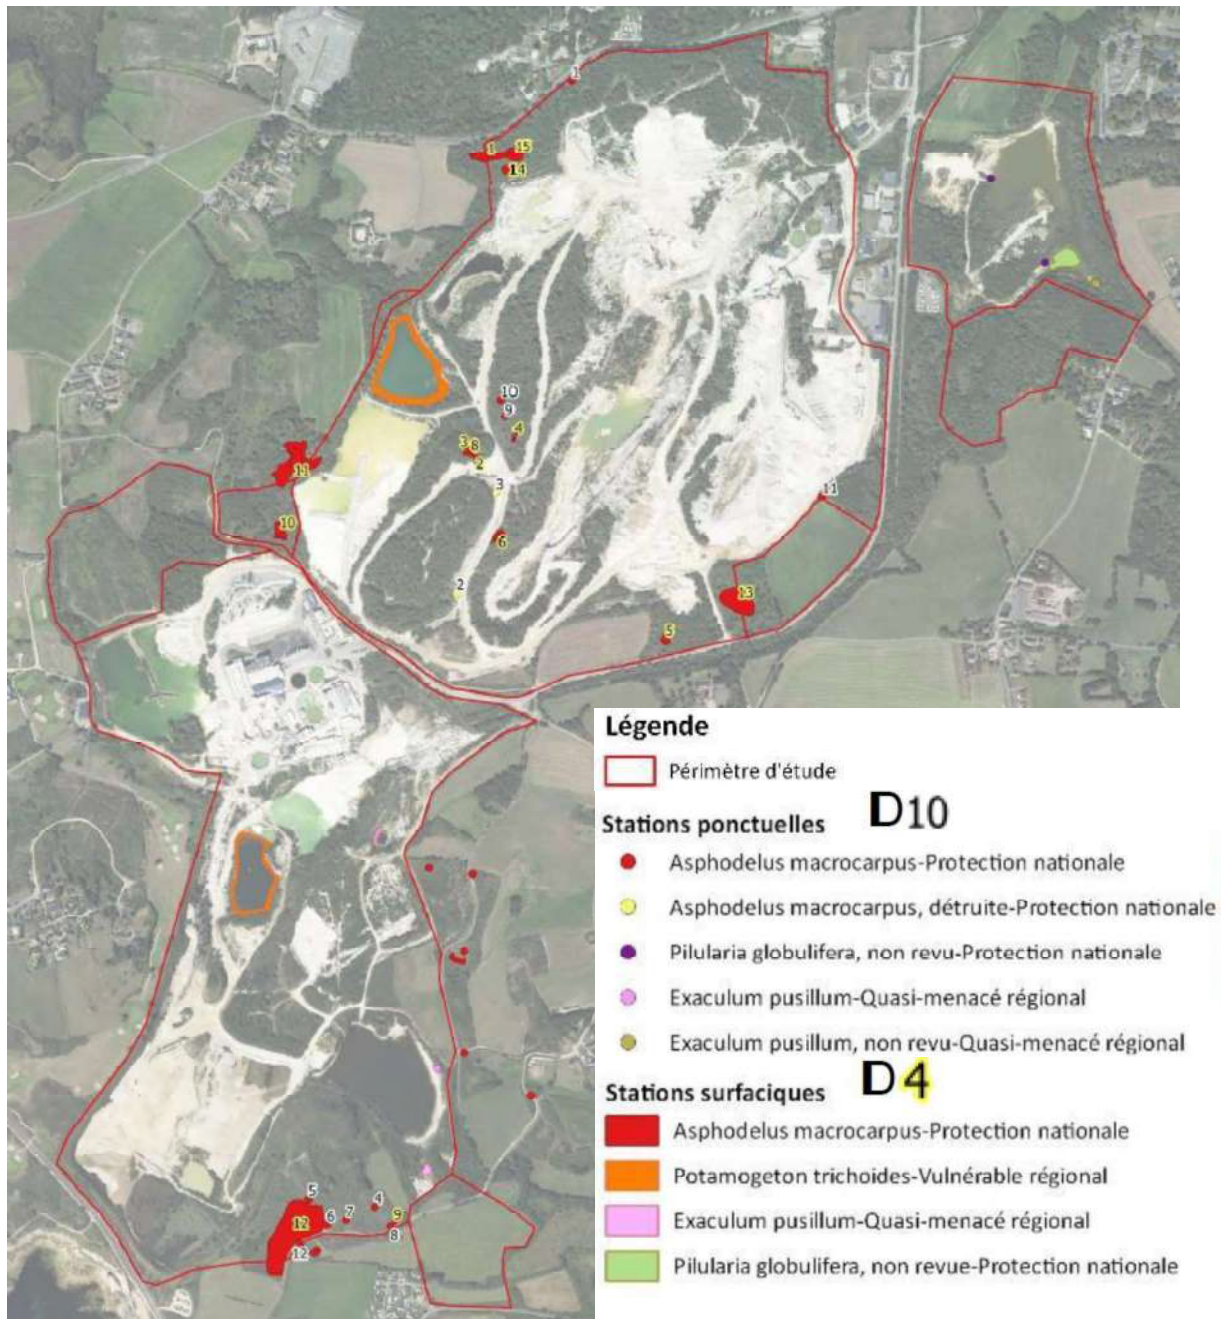 1
1 15
14
10
9
4
3 8
2
3
11
11
10
6
2
13
5
Légende
Périmètre d'étude
Stations ponctuelles D10
Asphodelus macrocarpus-Protection nationale
Asphodelus macrocarpus, détruite-Protection nationale
Pilularia globulifera, non revu-Protection nationale
Exaculum pusillum-Quasi-menacé régional
Exaculum pusillum, non revu-Quasi-menacé régional
Stations surfaciques D4
Asphodelus macrocarpus-Protection nationale
Potamogeton trichoides-Vulnérable régional
Exaculum pusillum-Quasi-menacé régional
Pilularia globulifera, non revue-Protection nationale
5
4
12 6 7 9
8
12